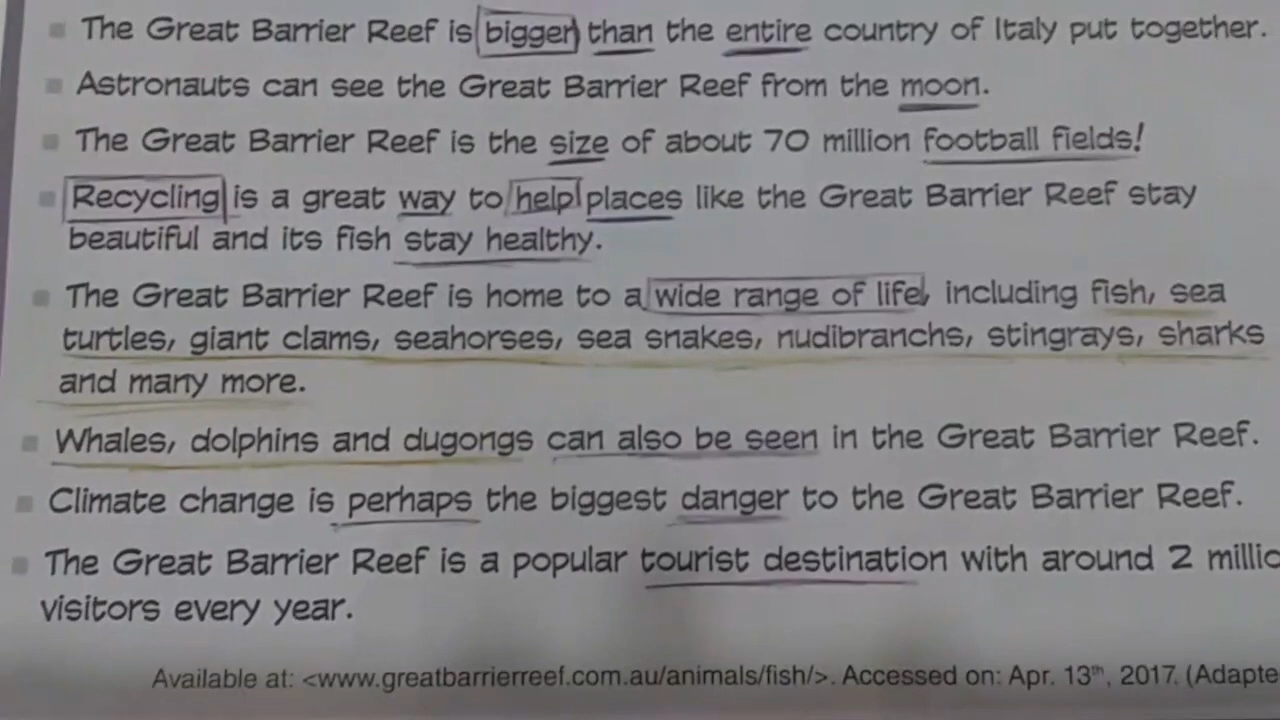 The Great Barrier Reef is bigger than the entire country of Italy put together.
Astronauts can see the Great Barrier Reef from the moon.
The Great Barrier Reef is the size of about 70 million football fields!
Recycling is a great way to help places like the Great Barrier Reef stay
beautiful and its fish stay healthy.
The Great Barrier Reef is home to a wide range of life, including fish, sea
turtles, giant clams, seahorses, sea snakes, nudibranchs, stingrays, sharks
and many more.
Whales, dolphins and dugongs can also be seen in the Great Barrier Reef.
Climate change is perhaps the biggest danger to the Great Barrier Reef.
The Great Barrier Reef is a popular tourist destination with around 2
visitors every year.
Available at: <www.greatbarrierreef.com.au/animals/fish/>. Accessed on: Apr. 13th, 2017.